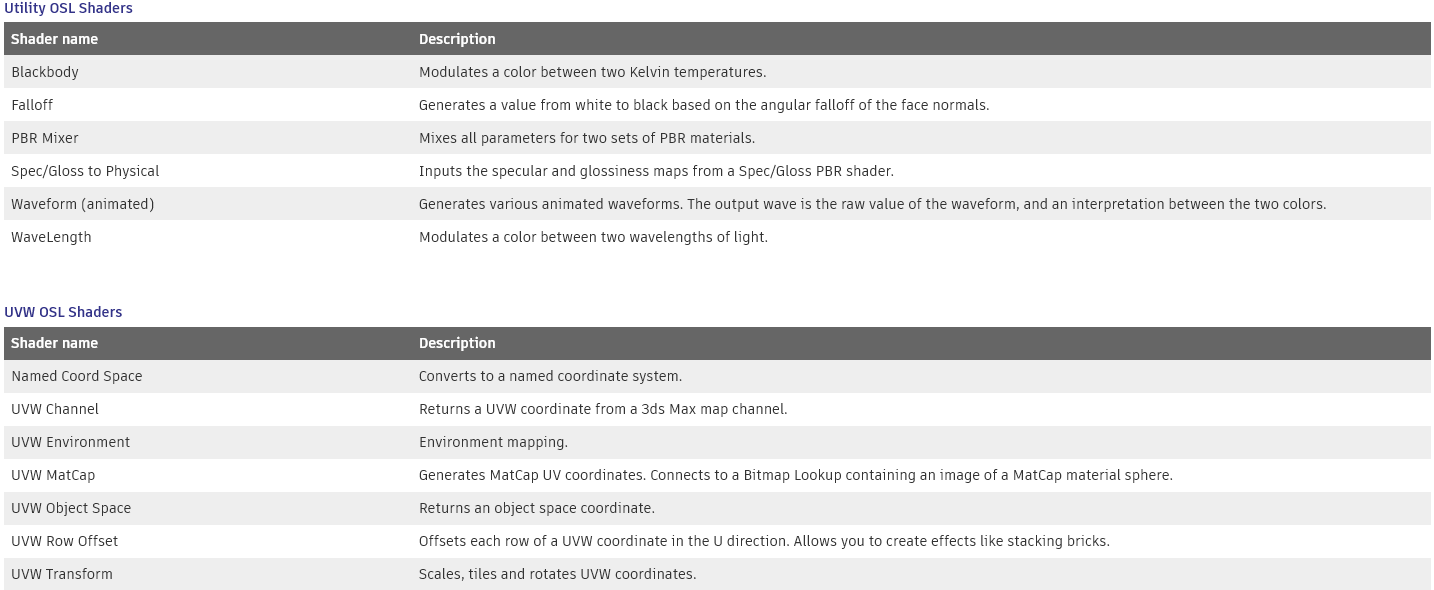 Utility OSL Shaders
Shader name Description
Blackbody Modulates a color between two Kelvin temperatures.
Falloff Generates a value from white to black based on the angular falloff of the face normals.
PBR Mixer Mixes all parameters for two sets of PBR materials.
Spec/Gloss to Physical Inputs the specular and glossiness maps from a Spec/Gloss PBR shader.
Waveform (animated) Generates various animated waveforms. The output wave is the raw value of the waveform, and an interpretation between the two colors.
WaveLength Modulates a color between two wavelengths of light.
UVW OSL Shaders
Shader name Description
Named Coord Space Converts to a named coordinate system.
UVW Channel Returns a UVW coordinate from a 3ds Max map channel.
UVW Environment Environment mapping.
UVW MatCap Generates MatCap UV coordinates. Connects to a Bitmap Lookup containing an image of a MatCap material sphere.
UVW Object Space Returns an object space coordinate.
UVW Row Offset Offsets each row of a UVW coordinate in the U direction. Allows you to create effects like stacking bricks.
UVW Transform Scales, tiles and rotates UVW coordinates.